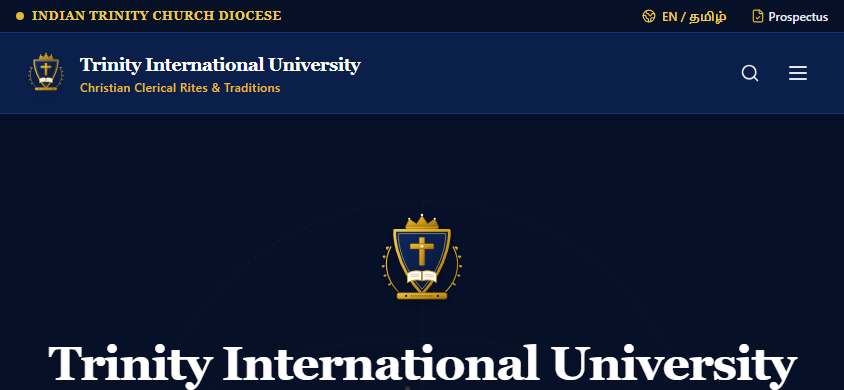 INDIAN TRINITY CHURCH DIOCESE
EN / தமிழ்
Prospectus
Trinity International University
Christian Clerical Rites & Traditions
Trinity International University